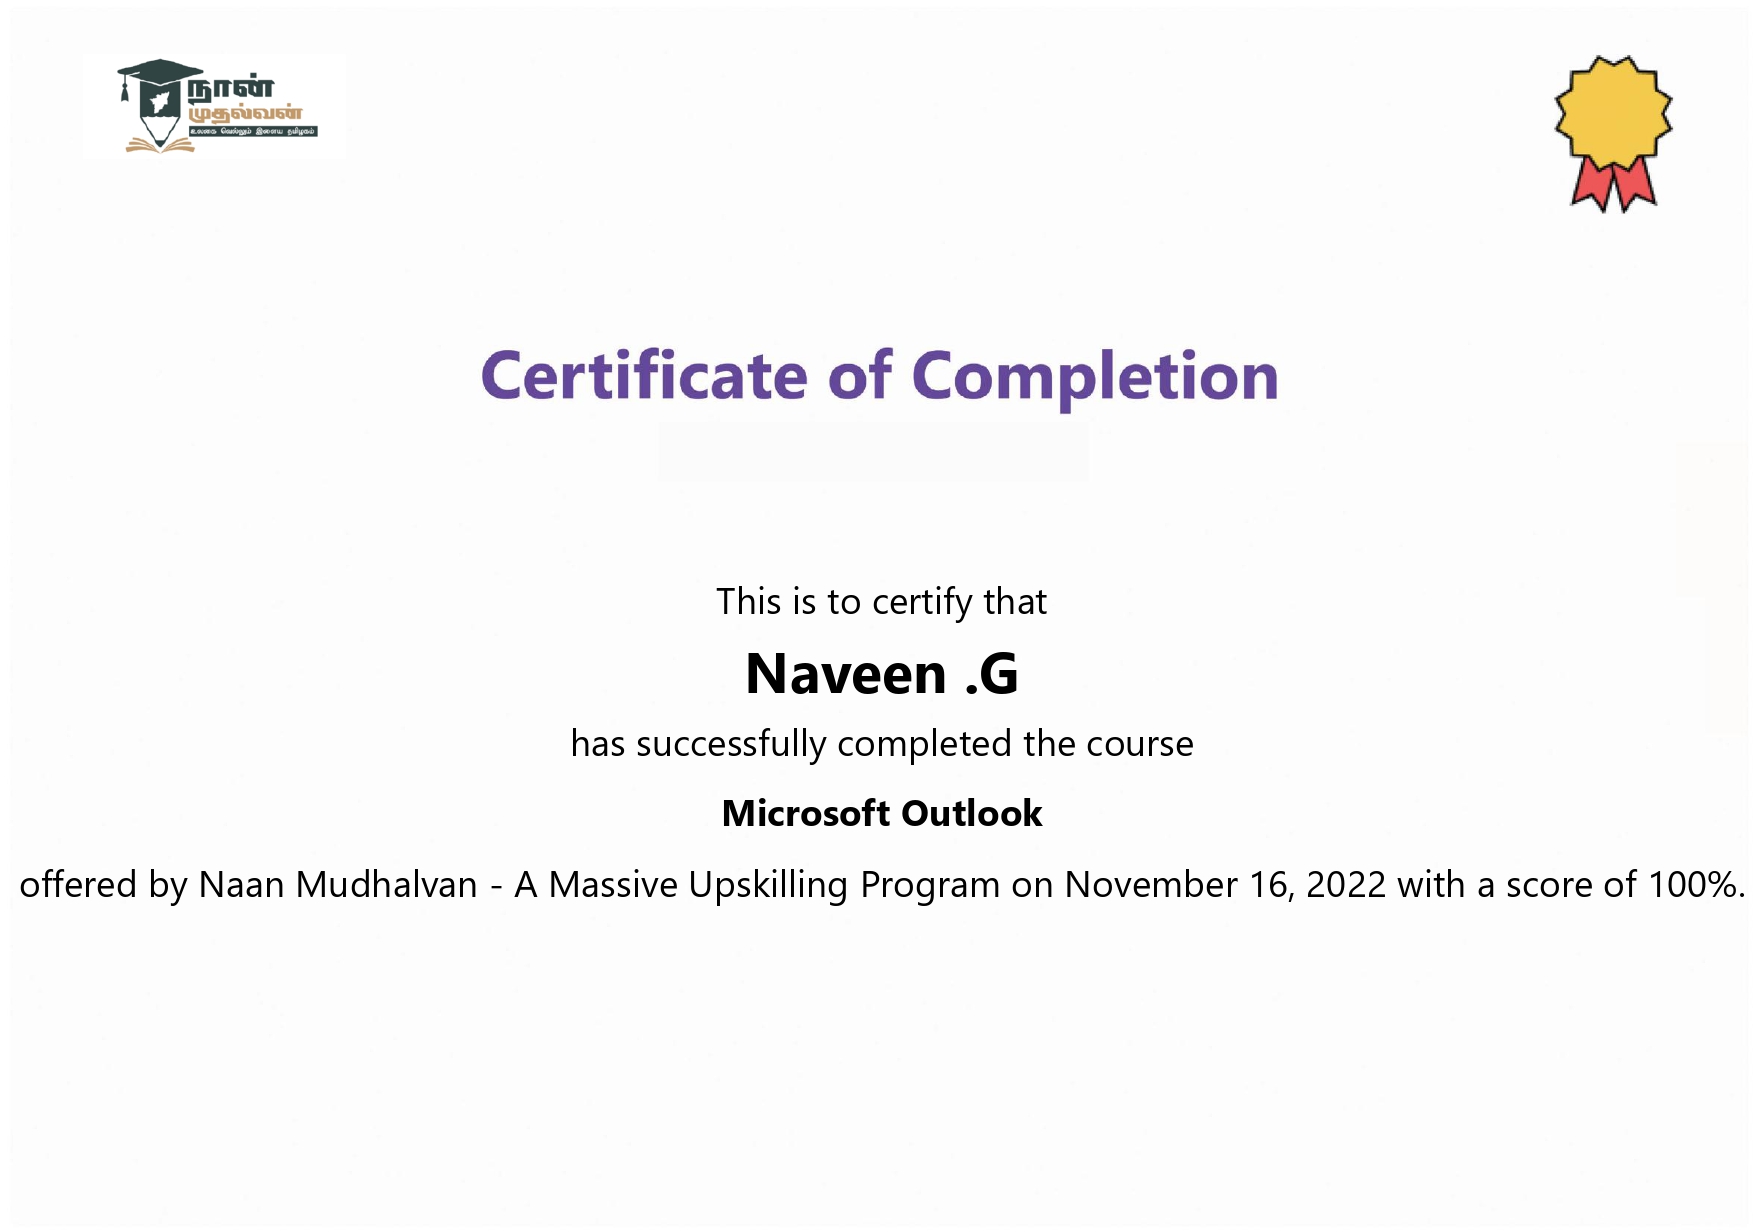 நான்
முதல்வன்
உலகை வெல்லும் இளைய தமிழகம்
Certificate of Completion
This is to certify that
Naveen .G
has successfully completed the course
Microsoft Outlook
offered by Naan Mudhalvan - A Massive Upskilling Program on November 16, 2022 with a score of 100%.